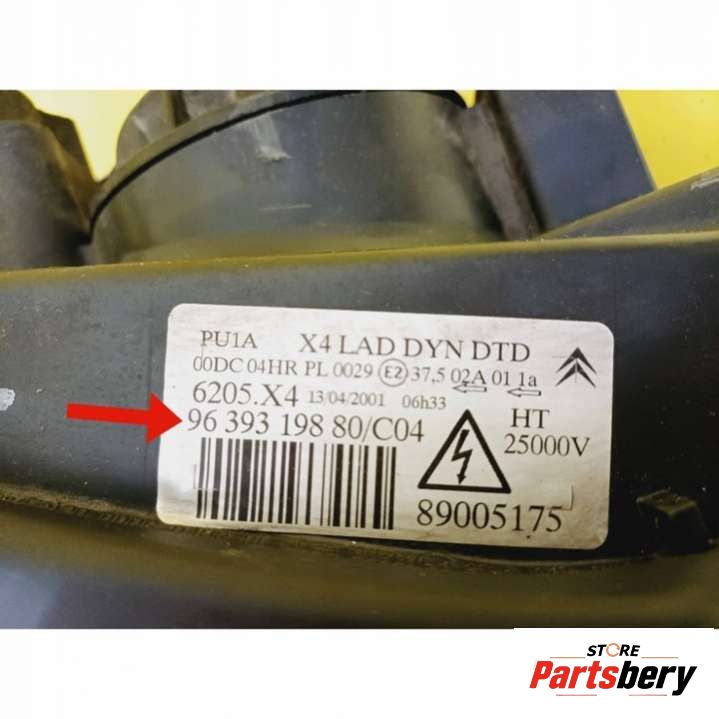 PU1A X4 LAD DYN DTD
00DC 04HR PL 0029 E2 37,5 02A 01 1a
6205.X4 13/04/2001 06h33
96 393 198 80/C04
HT
25000V
89005175
STORE
Partsbery